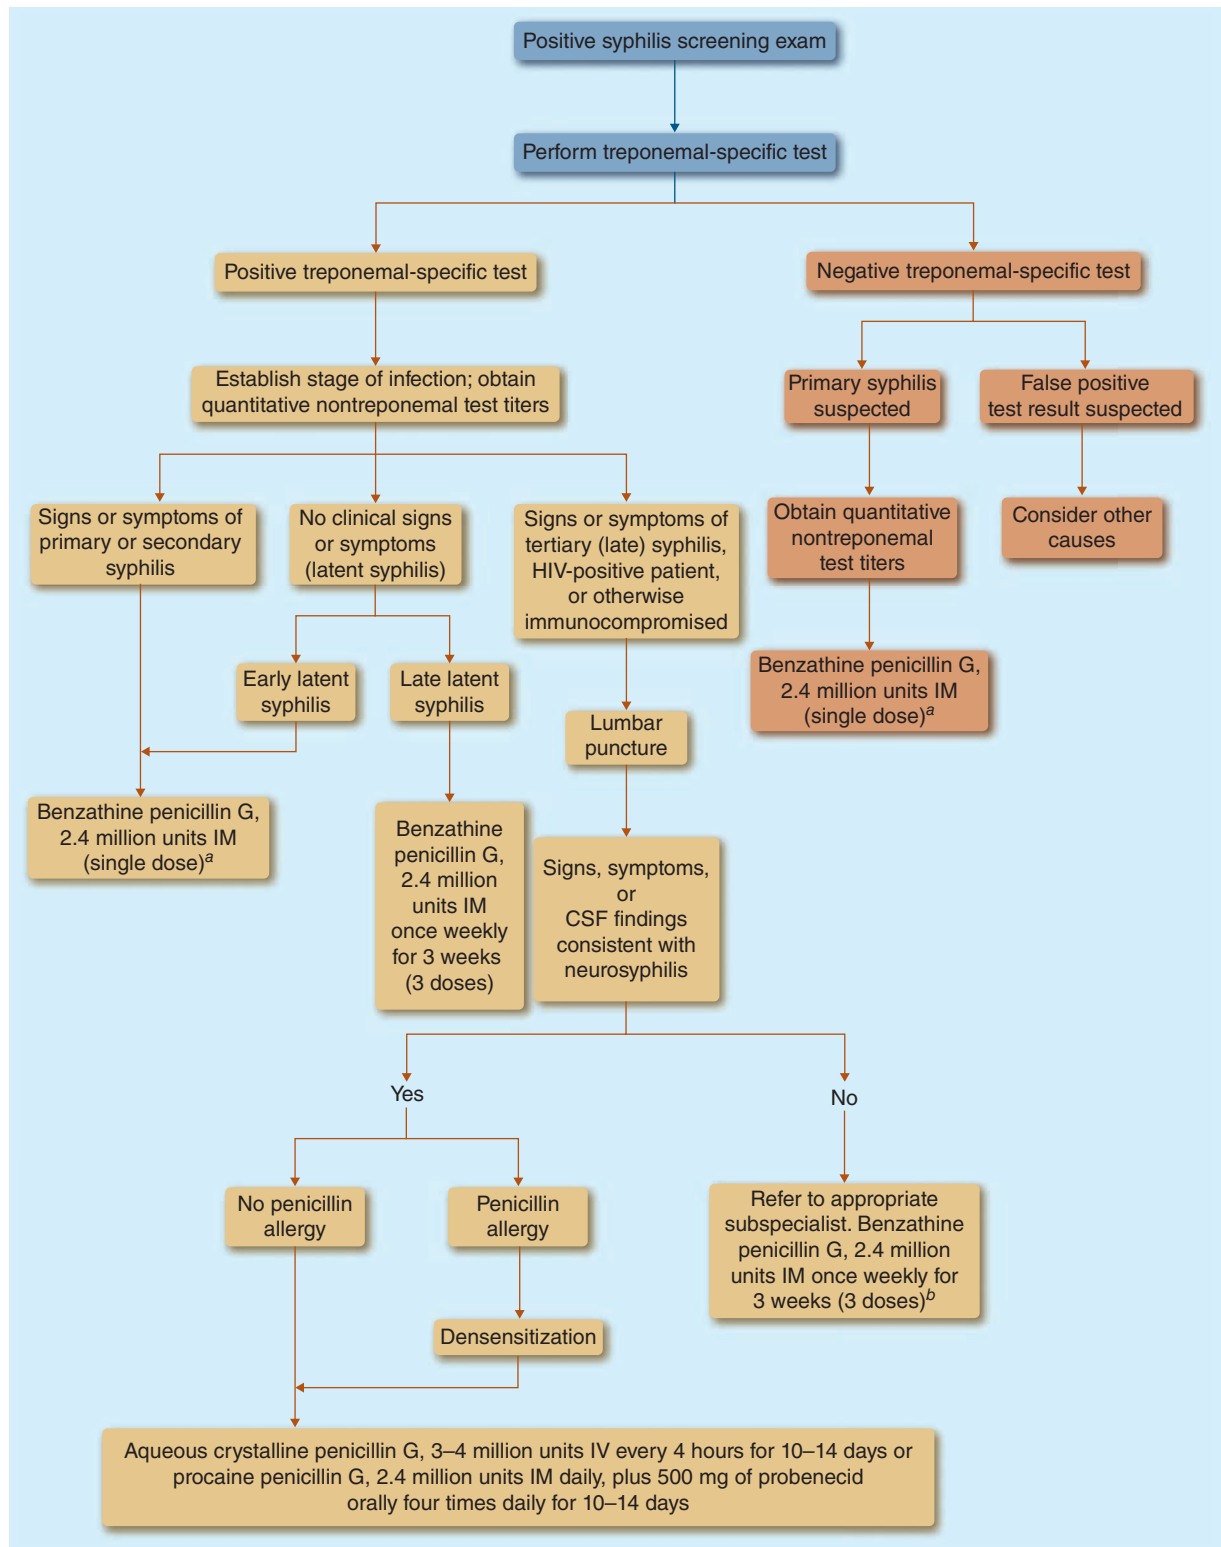 Positive syphilis screening exam
Perform treponemal-specific test
Positive treponemal-specific test
Negative treponemal-specific test
Establish stage of infection; obtain
quantitative nontreponemal test titers
Primary syphilis
suspected
False positive
test result suspected
Signs or symptoms of
primary or secondary
syphilis
No clinical signs
or symptoms
(latent syphilis)
Signs or symptoms of
tertiary (late) syphilis,
HIV-positive patient,
or otherwise
immunocompromised
Obtain quantitative
nontreponemal
test titers
Consider other
causes
Early latent
syphilis
Late latent
syphilis
Lumbar
puncture
Benzathine penicillin G,
2.4 million units IM
(single dose)a
Benzathine penicillin G,
2.4 million units IM
(single dose)a
Benzathine
penicillin G,
2.4 million
units IM
once weekly
for 3 weeks
(3 doses)
Signs, symptoms,
or
CSF findings
consistent with
neurosyphilis
Yes
No
No penicillin
allergy
Penicillin
allergy
Refer to appropriate
subspecialist. Benzathine
penicillin G, 2.4 million
units IM once weekly for
3 weeks (3 doses)b
Densensitization
Aqueous crystalline penicillin G, 3–4 million units IV every 4 hours for 10–14 days or
procaine penicillin G, 2.4 million units IM daily, plus 500 mg of probenecid
orally four times daily for 10–14 days